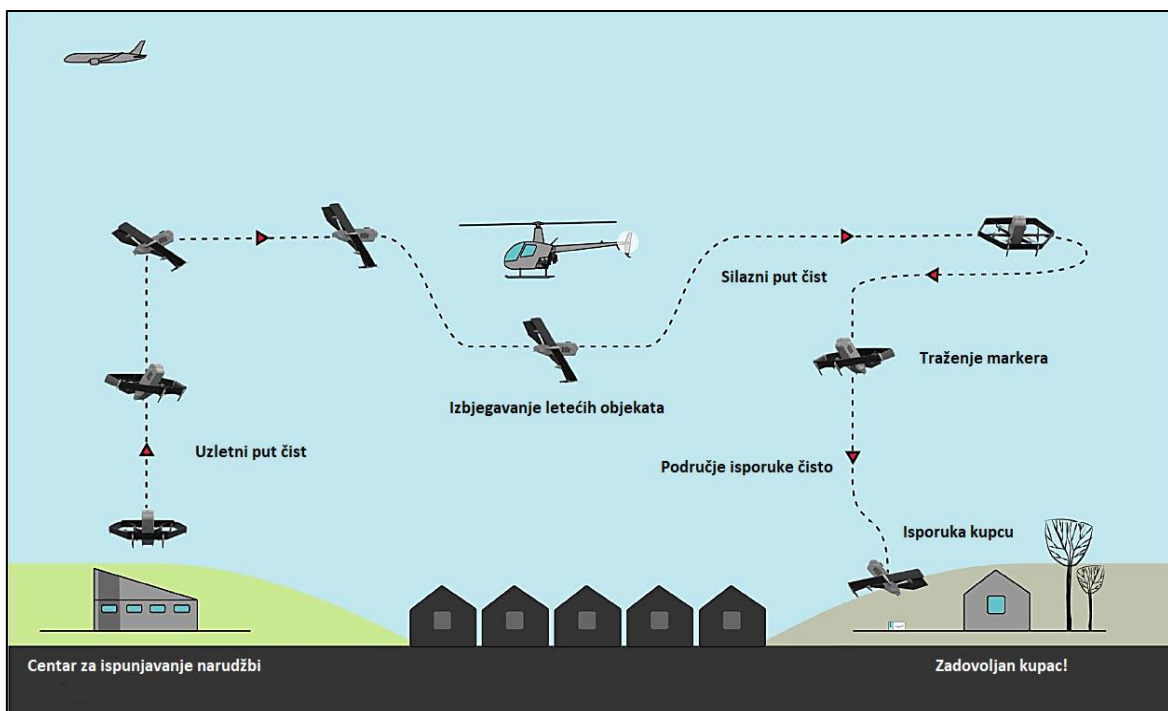 Silazni put čist
Traženje markera
Izbjegavanje letećih objekata
Uzletni put čist
Područje isporuke čisto
Isporuka kupcu
Centar za ispunjavanje narudžbi
Zadovoljan kupac!